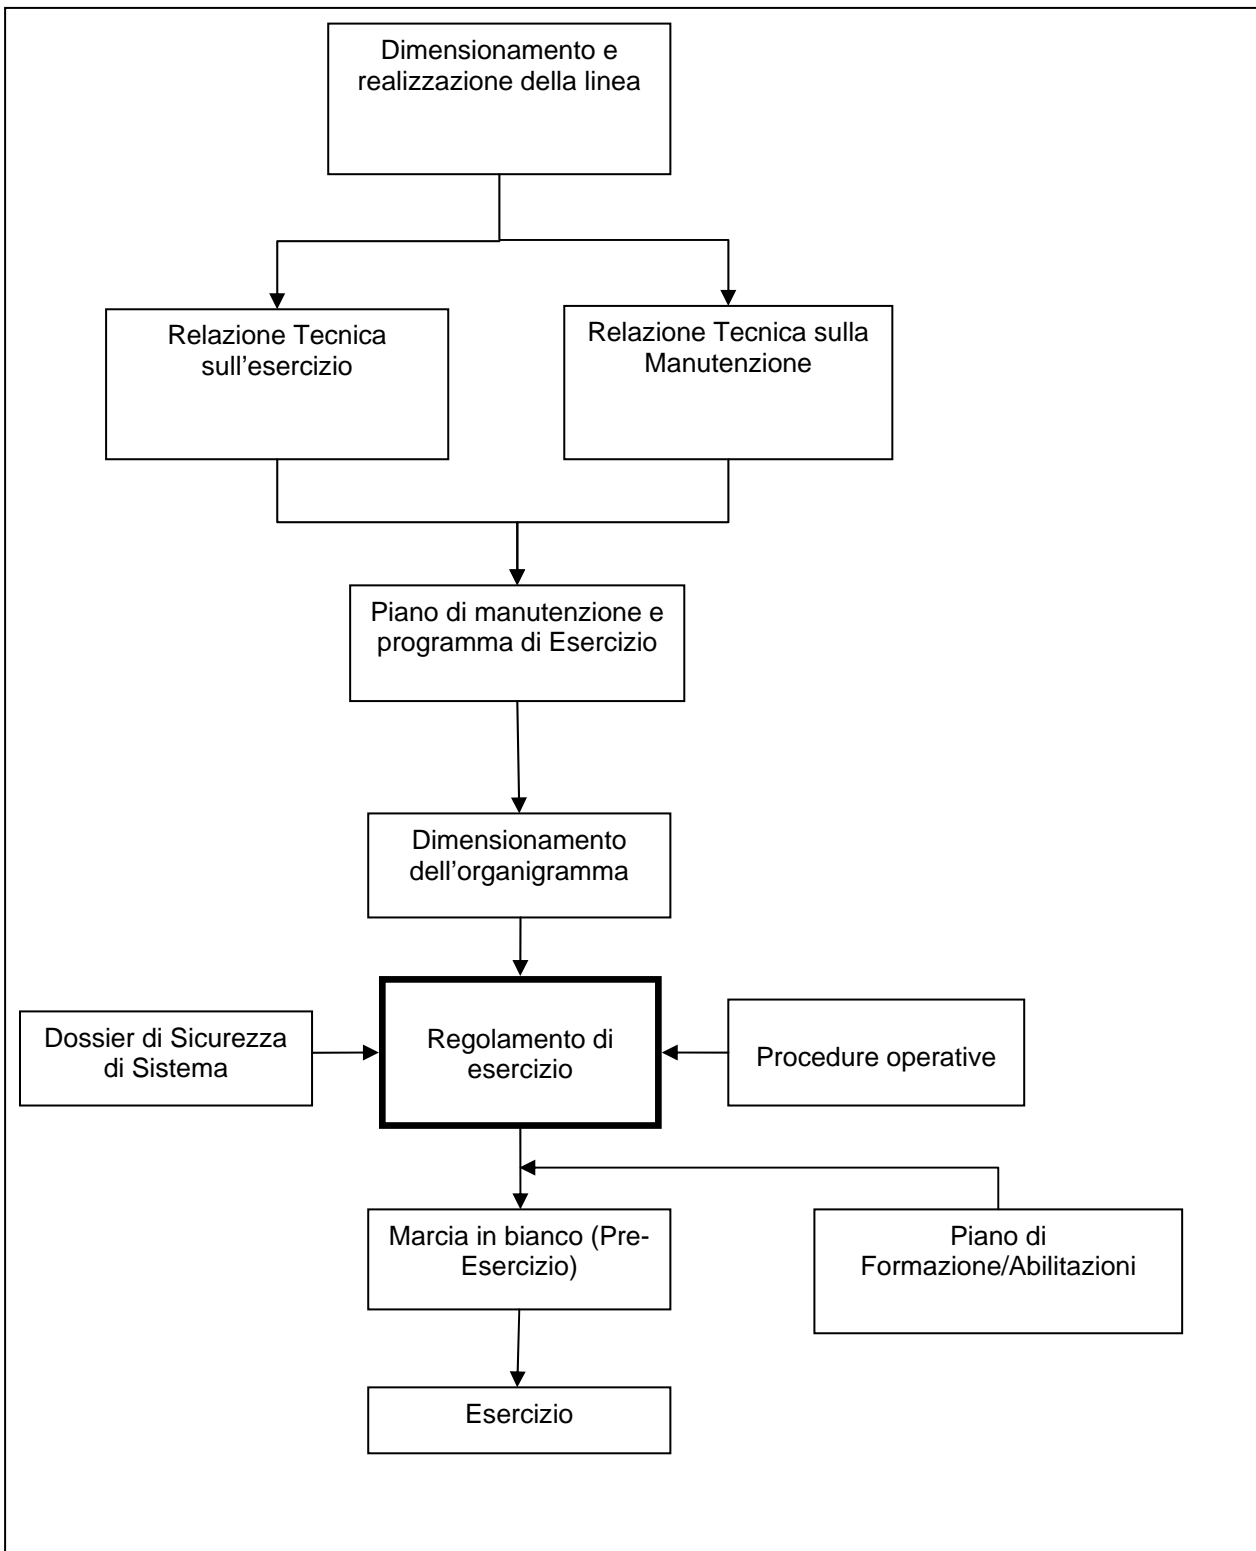 Dimensionamento e
realizzazione della linea
Relazione Tecnica
sull’esercizio
Relazione Tecnica sulla
Manutenzione
Piano di manutenzione e
programma di Esercizio
Dimensionamento
dell’organigramma
Dossier di Sicurezza
di Sistema
Regolamento di
esercizio
Procedure operative
Marcia in bianco (Pre-
Esercizio)
Piano di
Formazione/Abilitazioni
Esercizio